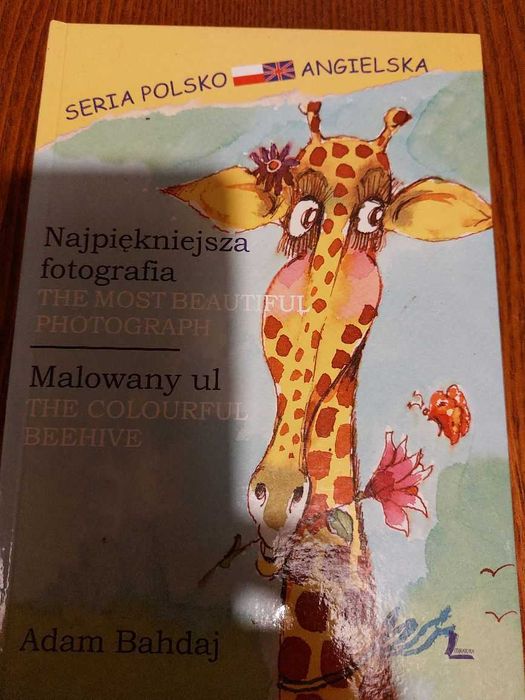 SERIA POLSKO ANGIELSKA
Najpiękniejsza
fotografia
THE MOST BEAUTIFUL
PHOTOGRAPH
Malowany ul
THE COLOURFUL
BEEHIVE
Adam Bahdaj